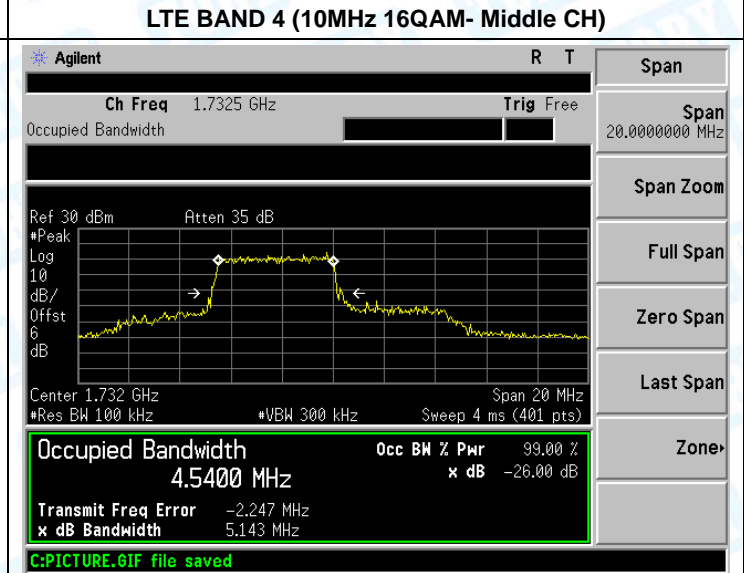 LTE BAND 4 (10MHz 16QAM- Middle CH)
Agilent R T
Span
Ch Freq 1.7325 GHz Trig Free
Occupied Bandwidth
Span
20.0000000 MHz
Span Zoom
Ref 30 dBm Atten 35 dB
#Peak
Log
10
dB/
Offst
6
dB
Full Span
Zero Span
Last Span
Center 1.732 GHz Span 20 MHz
#Res BW 100 kHz #VBW 300 kHz Sweep 4 ms (401 pts)
Occupied Bandwidth Occ BW % Pwr 99.00 %
4.5400 MHz x dB -26.00 dB
Zone
Transmit Freq Error -2.247 MHz
x dB Bandwidth 5.143 MHz
C:PICTURE.GIF file saved